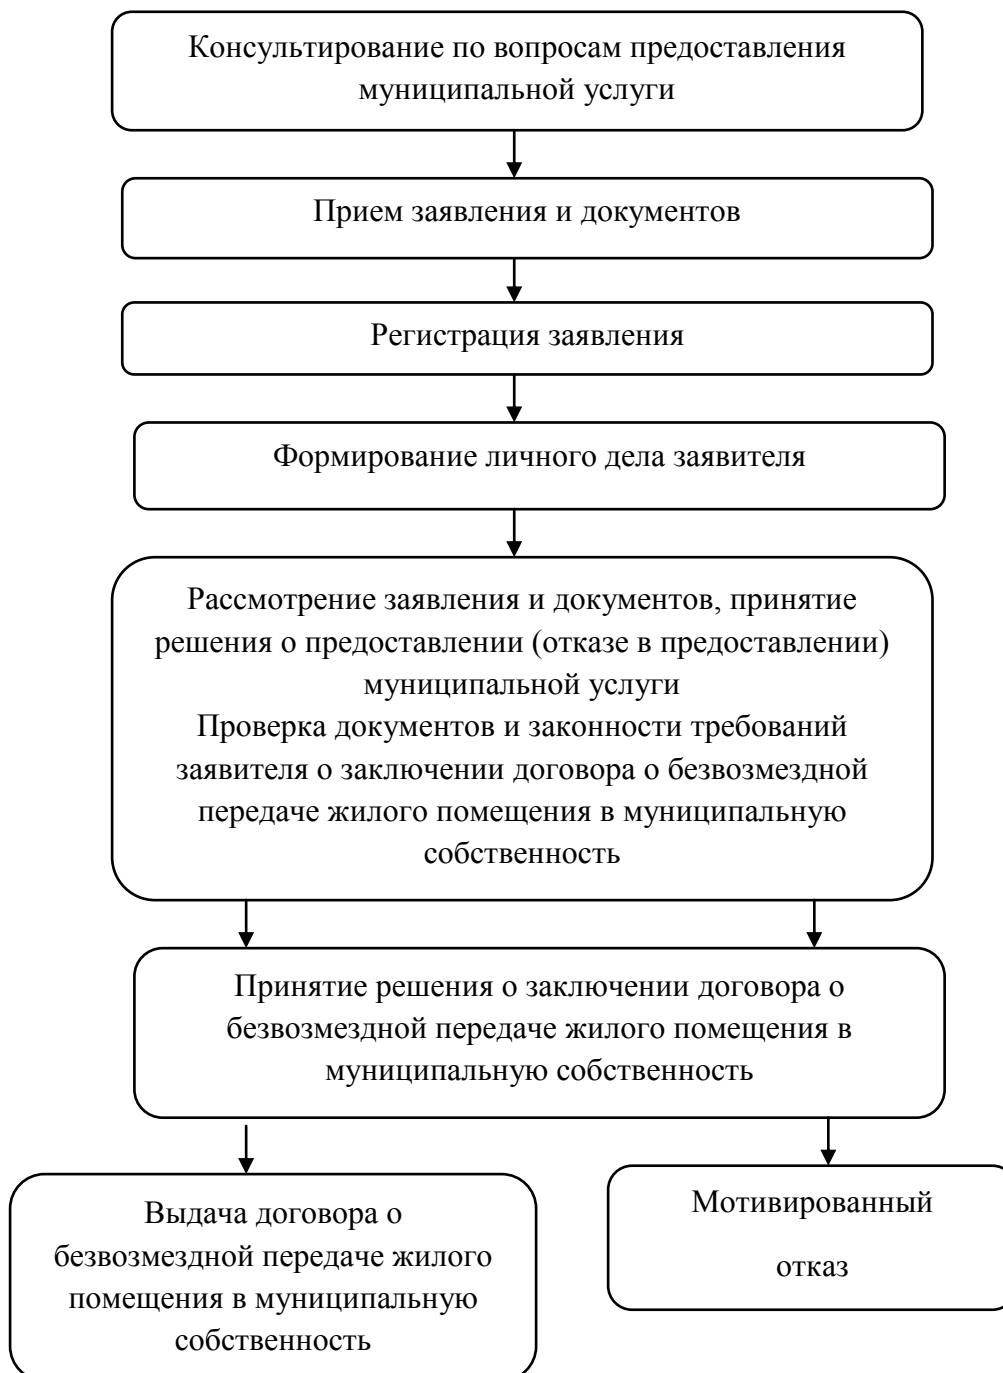 Консультирование по вопросам предоставления
муниципальной услуги
Прием заявления и документов
Регистрация заявления
Формирование личного дела заявителя
Рассмотрение заявления и документов, принятие
решения о предоставлении (отказе в предоставлении)
муниципальной услуги
Проверка документов и законности требований
заявителя о заключении договора о безвозмездной
передаче жилого помещения в муниципальную
собственность
Принятие решения о заключении договора о
безвозмездной передаче жилого помещения в
муниципальную собственность
Выдача договора о
безвозмездной передаче жилого
помещения в муниципальную
собственность
Мотивированный
отказ